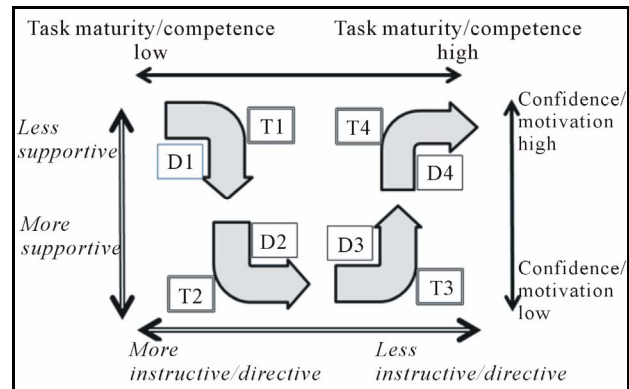 Task maturity/competence
low
Task maturity/competence
high
Less
supportive
More
supportive
T1
D1
T4
D4
D2
T2
D3
T3
Confidence/
motivation
high
Confidence/
motivation
low
More
instructive/directive
Less
instructive/directive